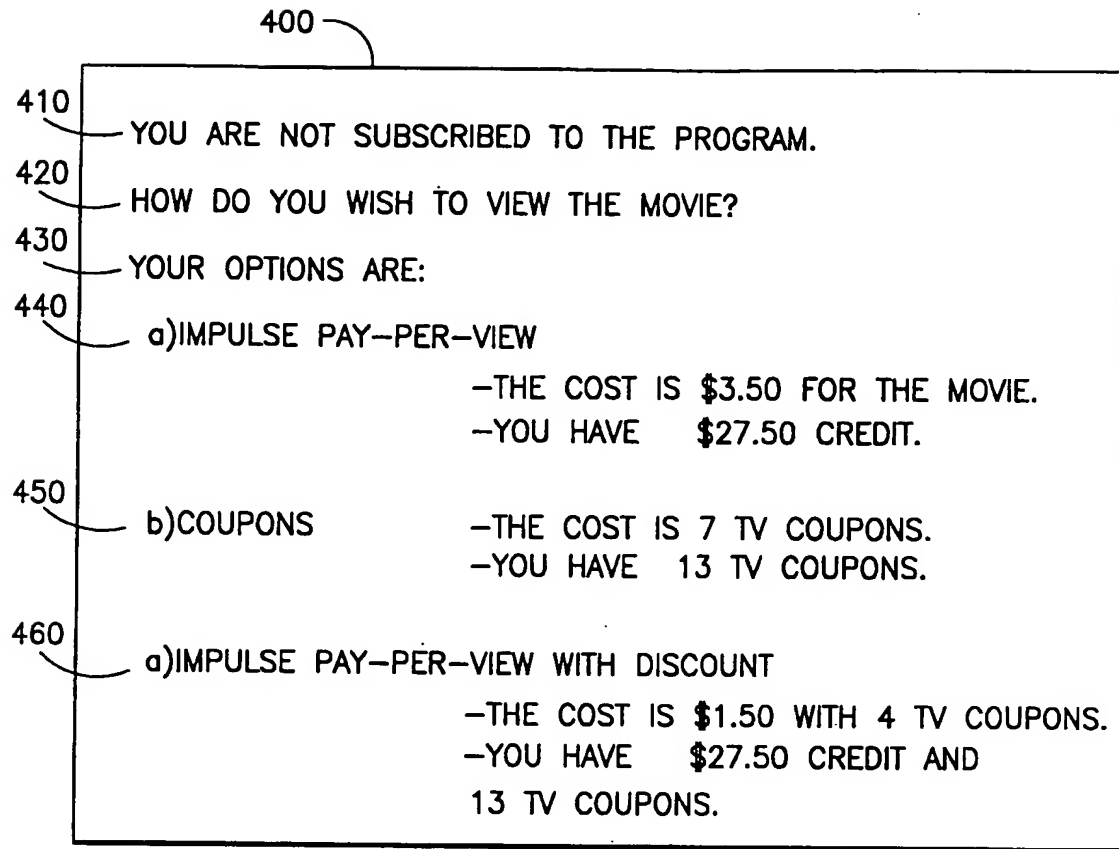 400
410
YOU ARE NOT SUBSCRIBED TO THE PROGRAM.
420
HOW DO YOU WISH TO VIEW THE MOVIE?
430
YOUR OPTIONS ARE:
440
a)IMPULSE PAY-PER-VIEW
-THE COST IS $3.50 FOR THE MOVIE.
-YOU HAVE $27.50 CREDIT.
450
b)COUPONS -THE COST IS 7 TV COUPONS.
-YOU HAVE 13 TV COUPONS.
460
a)IMPULSE PAY-PER-VIEW WITH DISCOUNT
-THE COST IS $1.50 WITH 4 TV COUPONS.
-YOU HAVE $27.50 CREDIT AND
13 TV COUPONS.